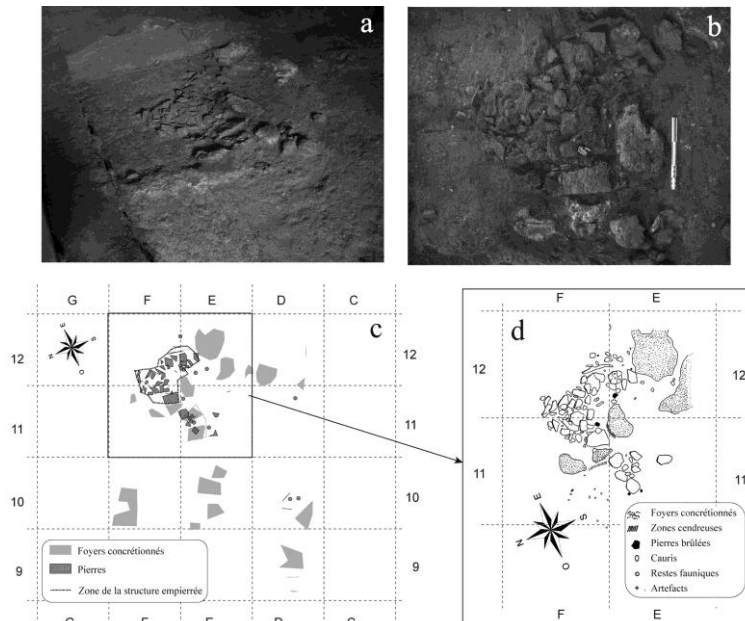 a
b
G F E D C
c
12 12
11 11
10 10
9 9
N E S O
Foyers concrétionnés
Pierres
Zone de la structure empierrée
F E
d
12 12
11 11
N E S O
Foyers concrétionnés
Zones cendreuses
Pierres brûlées
Cauris
Restes fauniques
Artefacts
F E